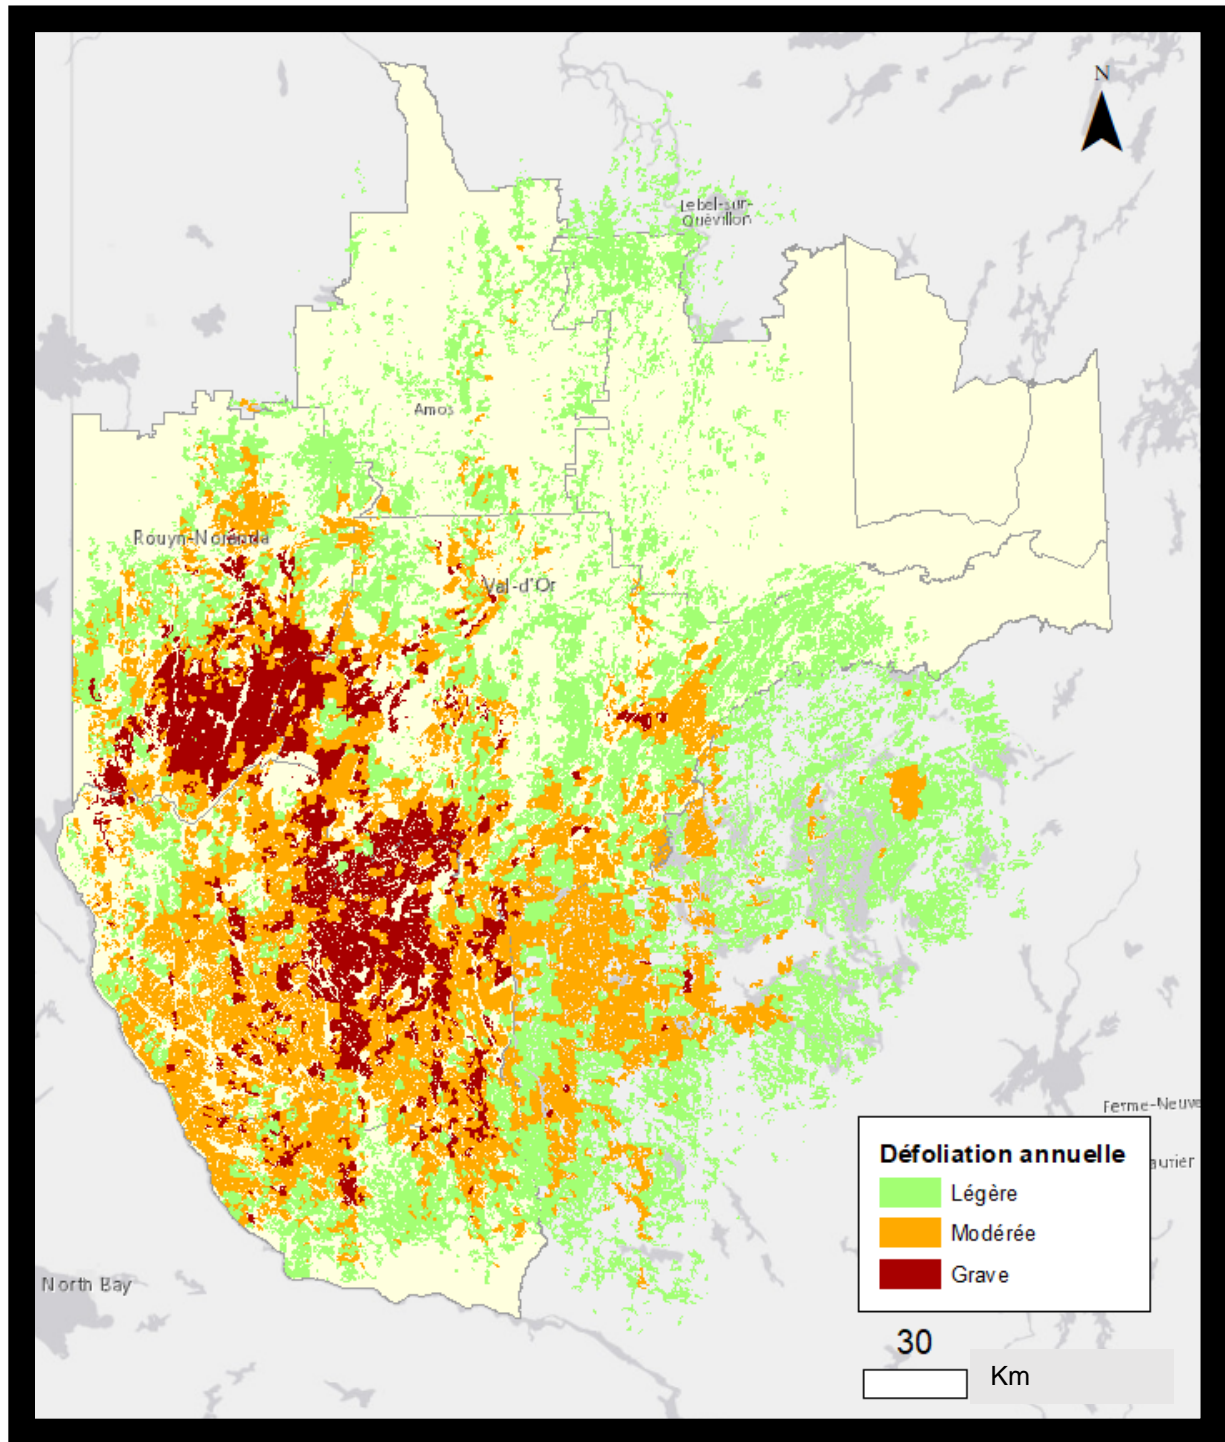 N
Lebel-sur-
Quévillon
Amos
Rouyn-Noranda
Val-d'Or
Ferme-Neuve
aurier
North Bay
Défoliation annuelle
Légère
Modérée
Grave
30
Km